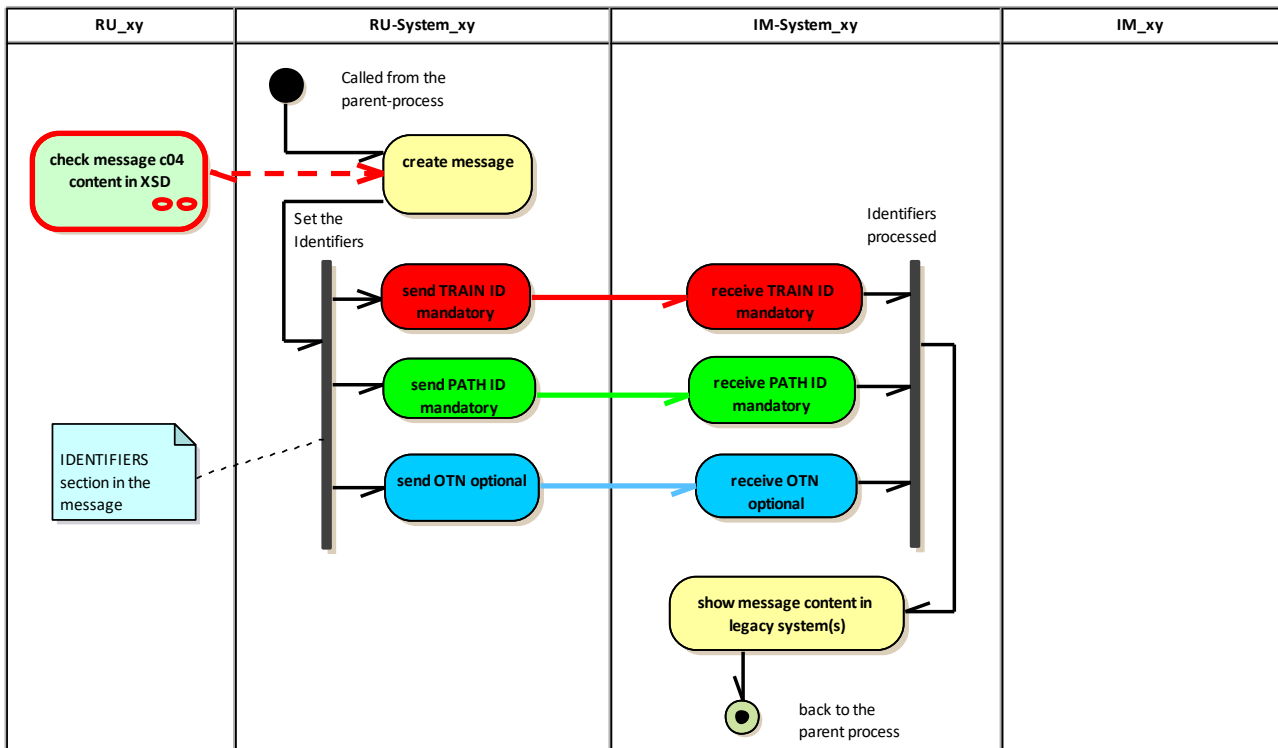 RU_xy
RU-System_xy
IM-System_xy
IM_xy
Called from the
parent-process
check message c04
content in XSD
create message
Set the
Identifiers
Identifiers
processed
send TRAIN ID
mandatory
receive TRAIN ID
mandatory
send PATH ID
mandatory
receive PATH ID
mandatory
IDENTIFIERS
section in the
message
send OTN optional
receive OTN
optional
show message content in
legacy system(s)
back to the
parent process